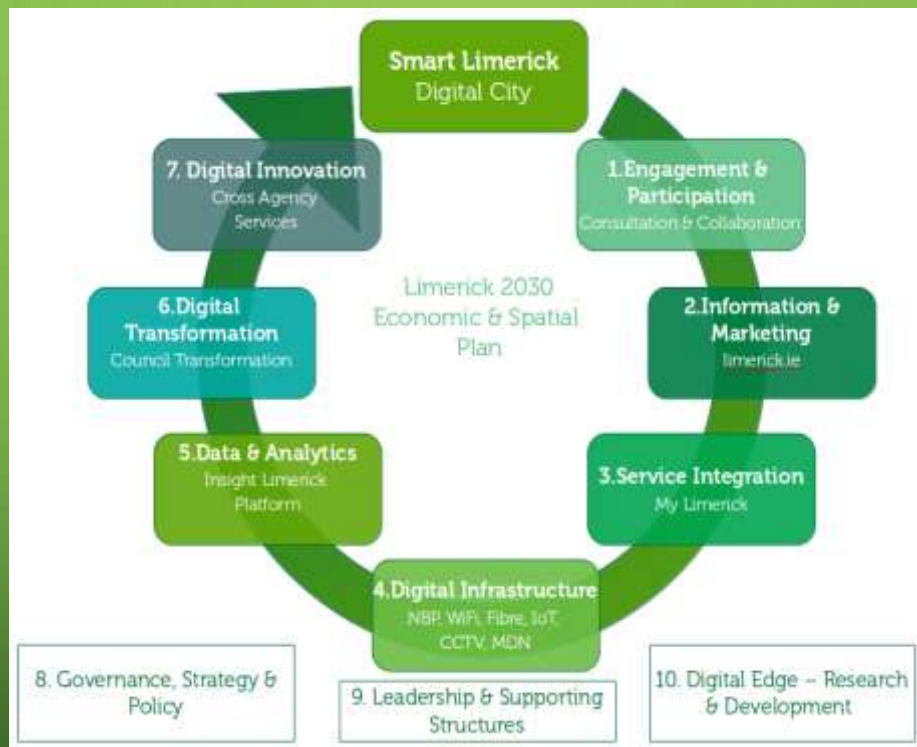 Smart Limerick
Digital City
1.Engagement &
Participation
Consultation & Collaboration
2.Information &
Marketing
limerick.ie
3.Service Integration
My Limerick
4.Digital Infrastructure
NBP, WiFi, Fibre, IoT,
CCTV, MDN
5.Data & Analytics
Insight Limerick
Platform
6.Digital
Transformation
Council Transformation
7. Digital Innovation
Cross Agency
Services
Limerick 2030
Economic & Spatial
Plan
8. Governance, Strategy &
Policy
9. Leadership & Supporting
Structures
10. Digital Edge – Research
& Development